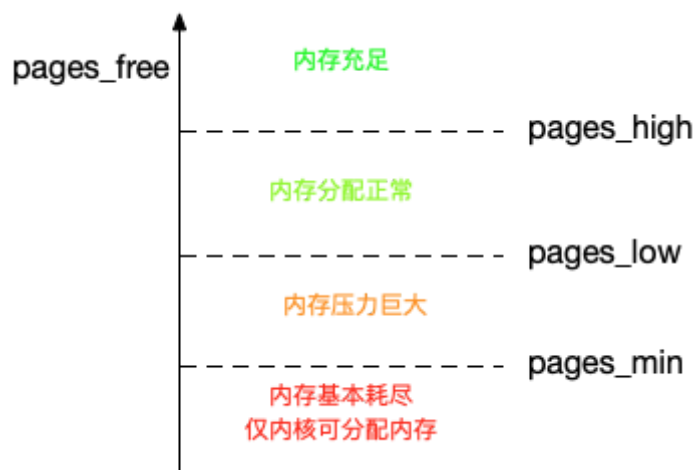 内存充足
pages_free
pages_high
内存分配正常
pages_low
内存压力巨大
pages_min
内存基本耗尽
仅内核可分配内存